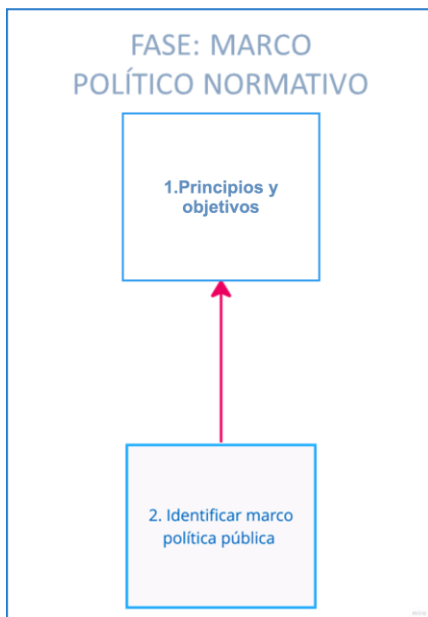 FASE: MARCO
POLÍTICO NORMATIVO
1.Principios y
objetivos
2. Identificar marco
política pública